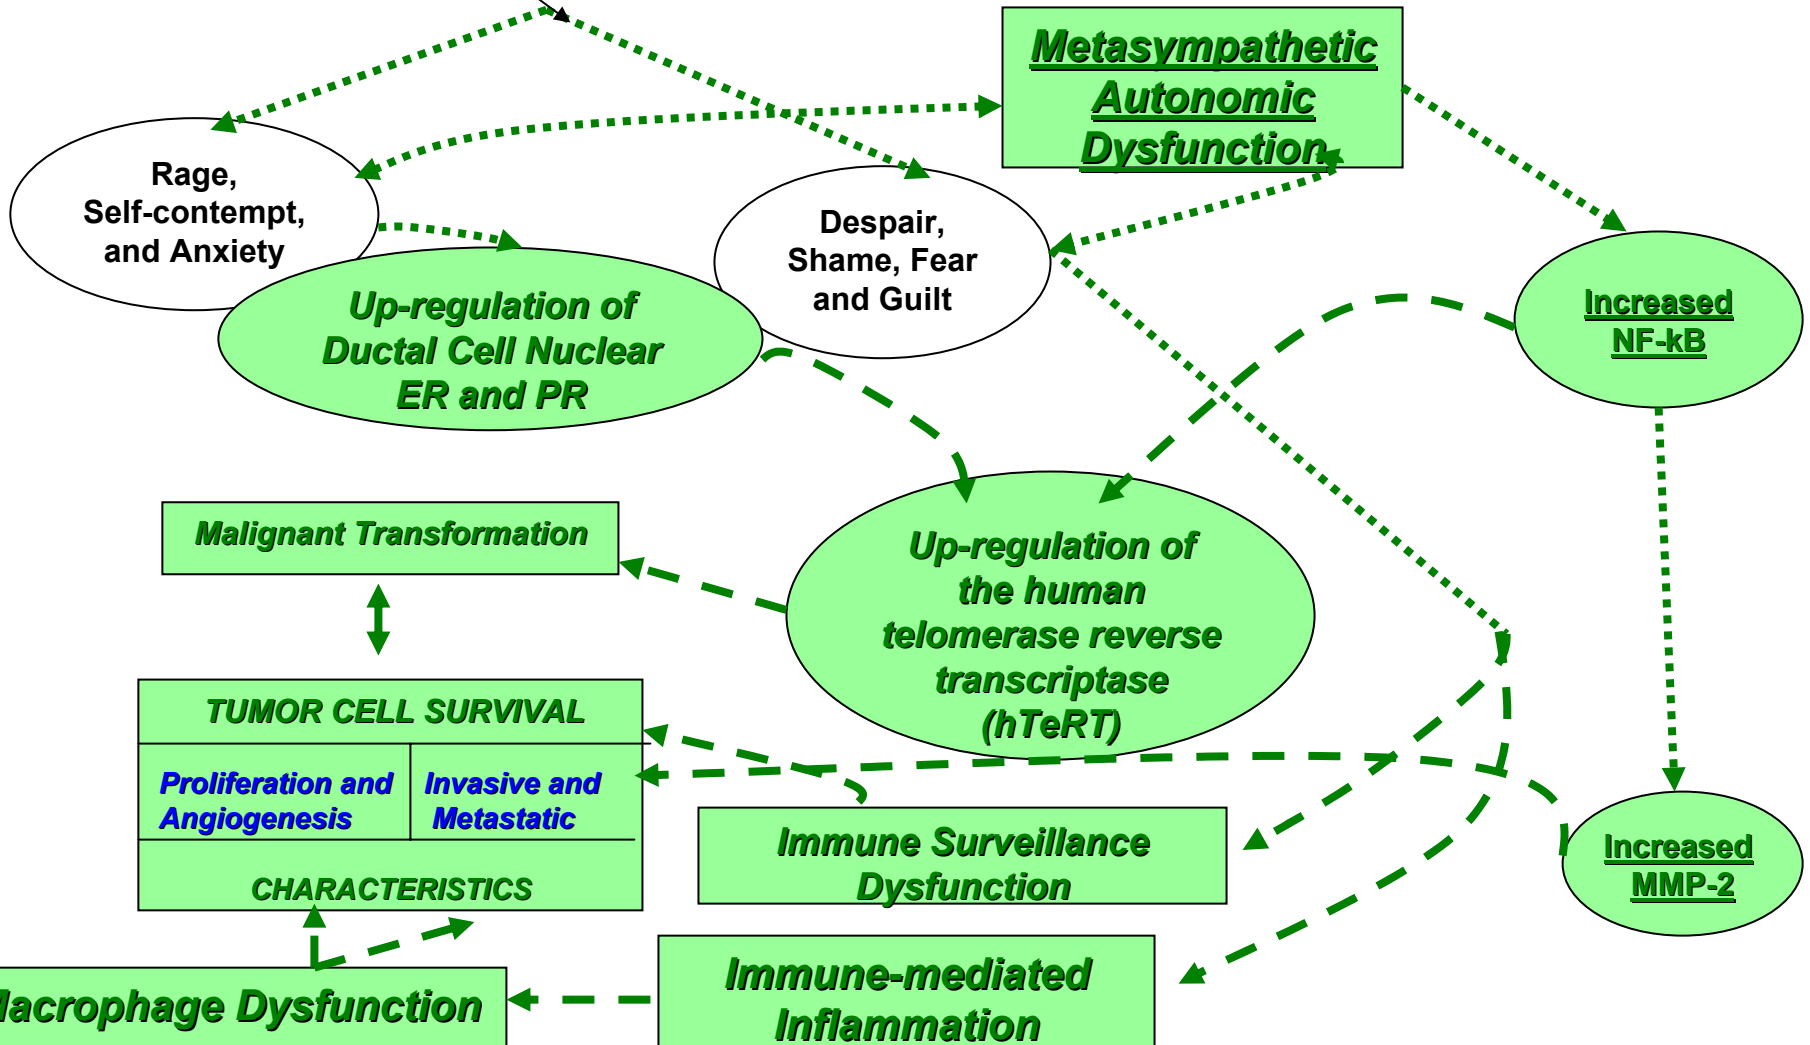 Metasympathetic
Autonomic
Dysfunction
Rage,
Self-contempt,
and Anxiety
Despair,
Shame, Fear
and Guilt
Up-regulation of
Ductal Cell Nuclear
ER and PR
Increased
NF-kB
Malignant Transformation
Up-regulation of
the human
telomerase reverse
transcriptase
(hTeRT)
TUMOR CELL SURVIVAL
Proliferation and
Angiogenesis
Invasive and
Metastatic
CHARACTERISTICS
Immune Surveillance
Dysfunction
Increased
MMP-2
Macrophage Dysfunction
Immune-mediated
Inflammation